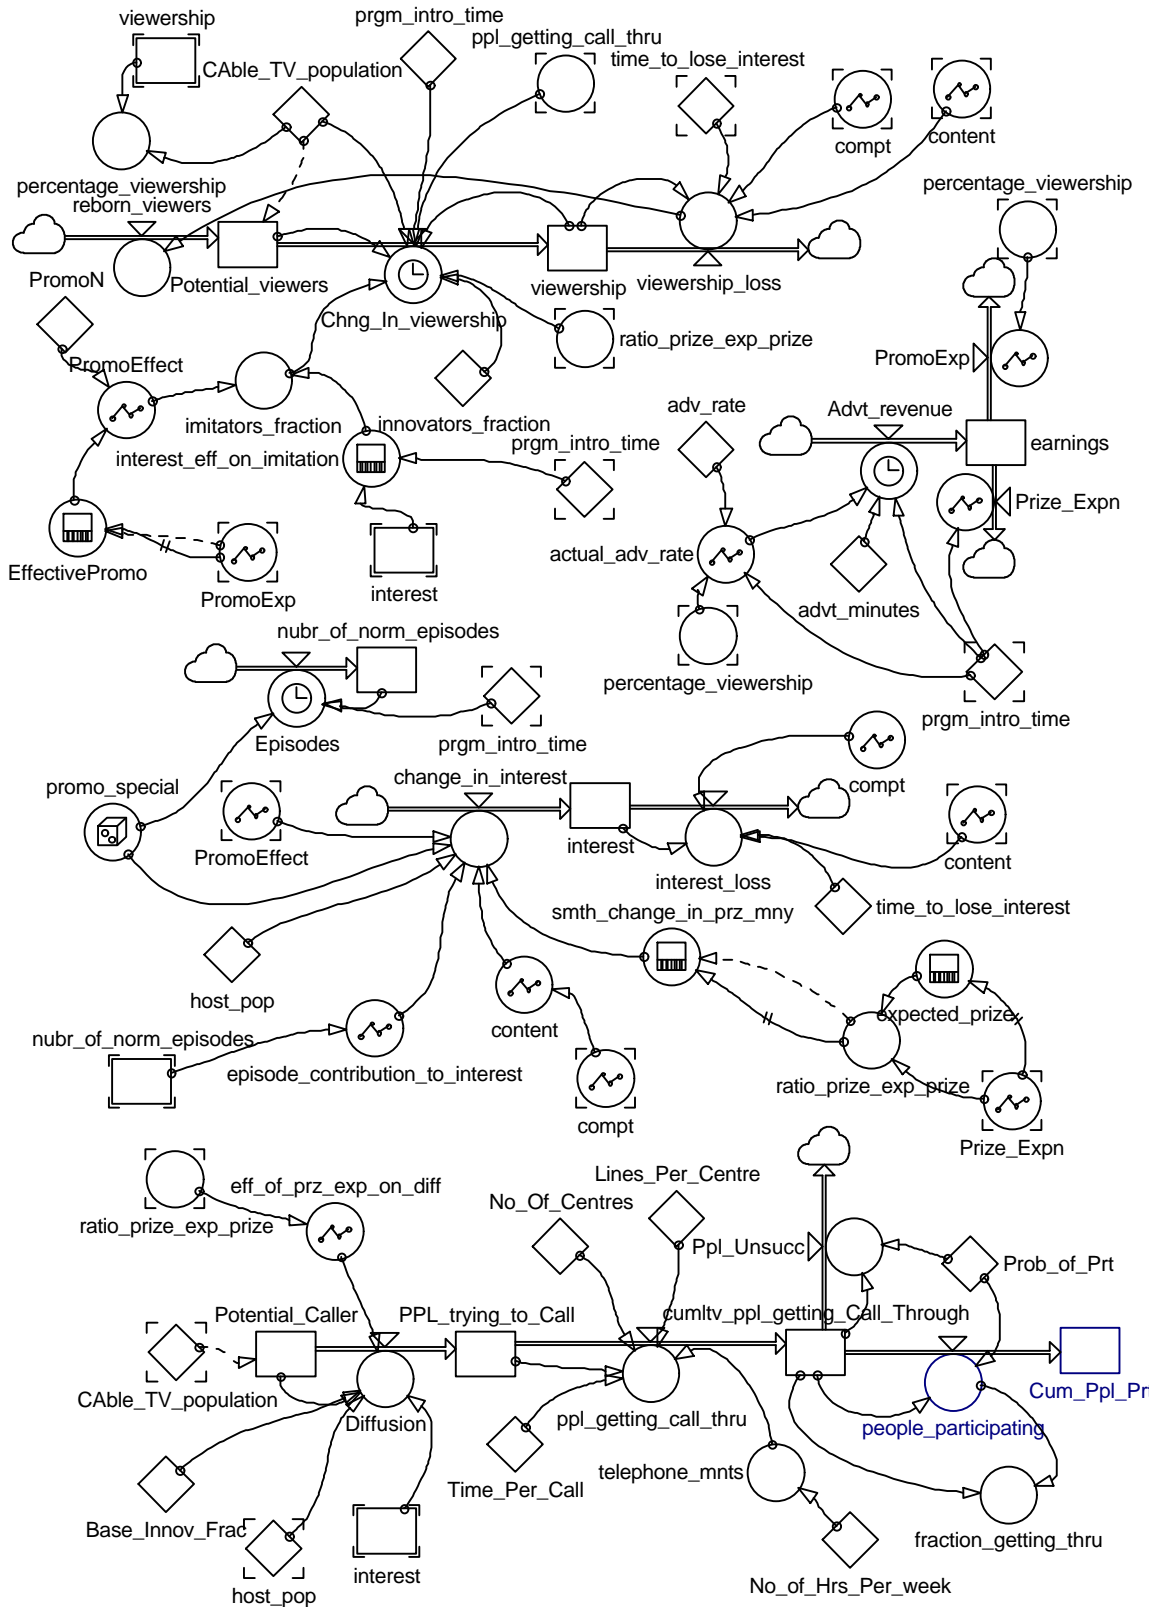 viewership
prgm_intro_time
ppl_getting_call_thru
time_to_lose_interest
CAble_TV_population
compt
content
percentage_viewership
reborn_viewers
percentage_viewership
PromoN
Potential_viewers
viewership
viewership_loss
Chng_In_viewership
ratio_prize_exp_prize
PromoExp
PromoEffect
imitators_fraction
innovators_fraction
adv_rate
Advt_revenue
earnings
interest_eff_on_imitation
prgm_intro_time
Prize_Expn
actual_adv_rate
EffectivePromo
PromoExp
interest
advt_minutes
nubr_of_norm_episodes
percentage_viewership
prgm_intro_time
Episodes
prgm_intro_time
promo_special
change_in_interest
compt
PromoEffect
interest
content
interest_loss
smth_change_in_prz_mny
time_to_lose_interest
host_pop
expected_prize
content
nubr_of_norm_episodes
episode_contribution_to_interest
ratio_prize_exp_prize
compt
Prize_Expn
Lines_Per_Centre
eff_of_prz_exp_on_diff
No_Of_Centres
ratio_prize_exp_prize
Ppl_Unsucc
Prob_of_Prt
Potential_Caller
PPL_trying_to_Call
cumltv_ppl_getting_Call_Through
CAble_TV_population
Cum_Ppl_Prt
Diffusion
ppl_getting_call_thru
people_participating
telephone_mnts
Time_Per_Call
Base_Innov_Frac
fraction_getting_thru
interest
No_of_Hrs_Per_week
host_pop